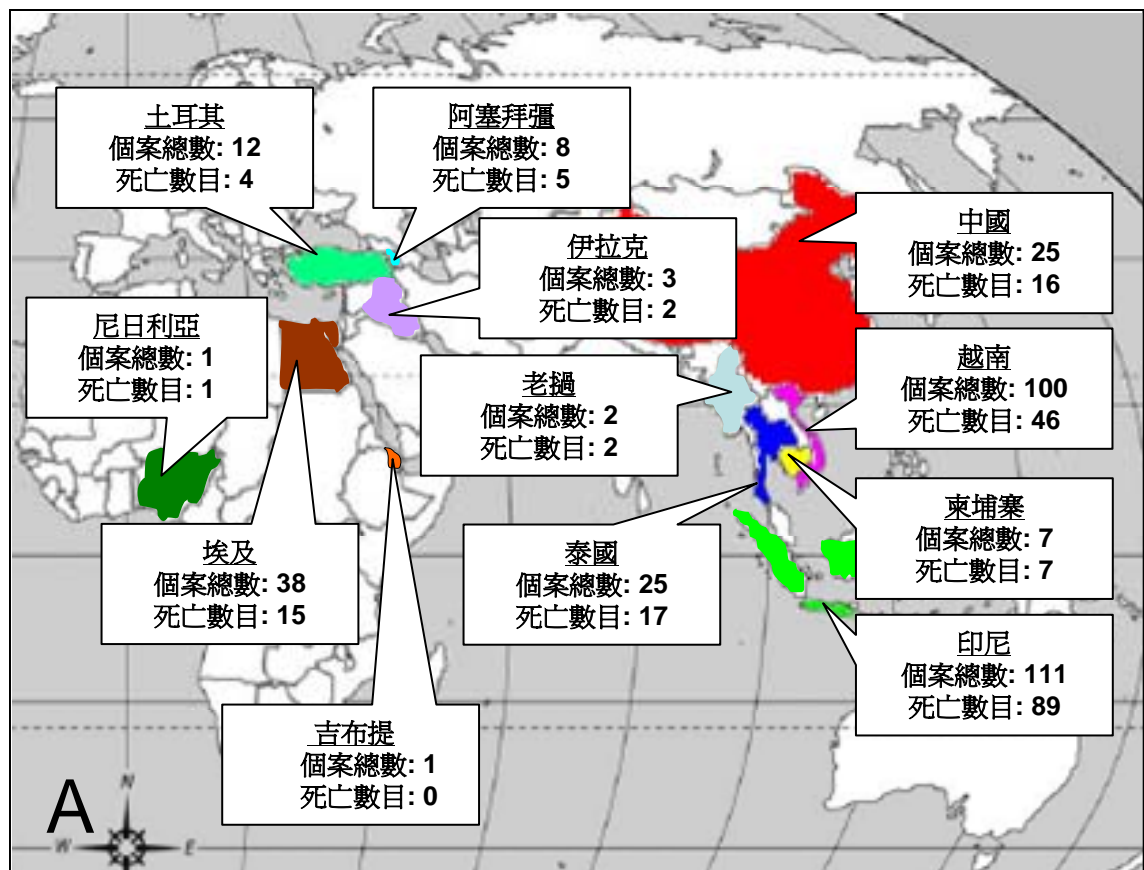 土耳其
個案總數: 12
死亡數目: 4
阿塞拜彊
個案總數: 8
死亡數目: 5
伊拉克
個案總數: 3
死亡數目: 2
中國
個案總數: 25
死亡數目: 16
尼日利亞
個案總數: 1
死亡數目: 1
老撾
個案總數: 2
死亡數目: 2
越南
個案總數: 100
死亡數目: 46
埃及
個案總數: 38
死亡數目: 15
泰國
個案總數: 25
死亡數目: 17
柬埔寨
個案總數: 7
死亡數目: 7
印尼
個案總數: 111
死亡數目: 89
吉布提
個案總數: 1
死亡數目: 0
A
N
W
E